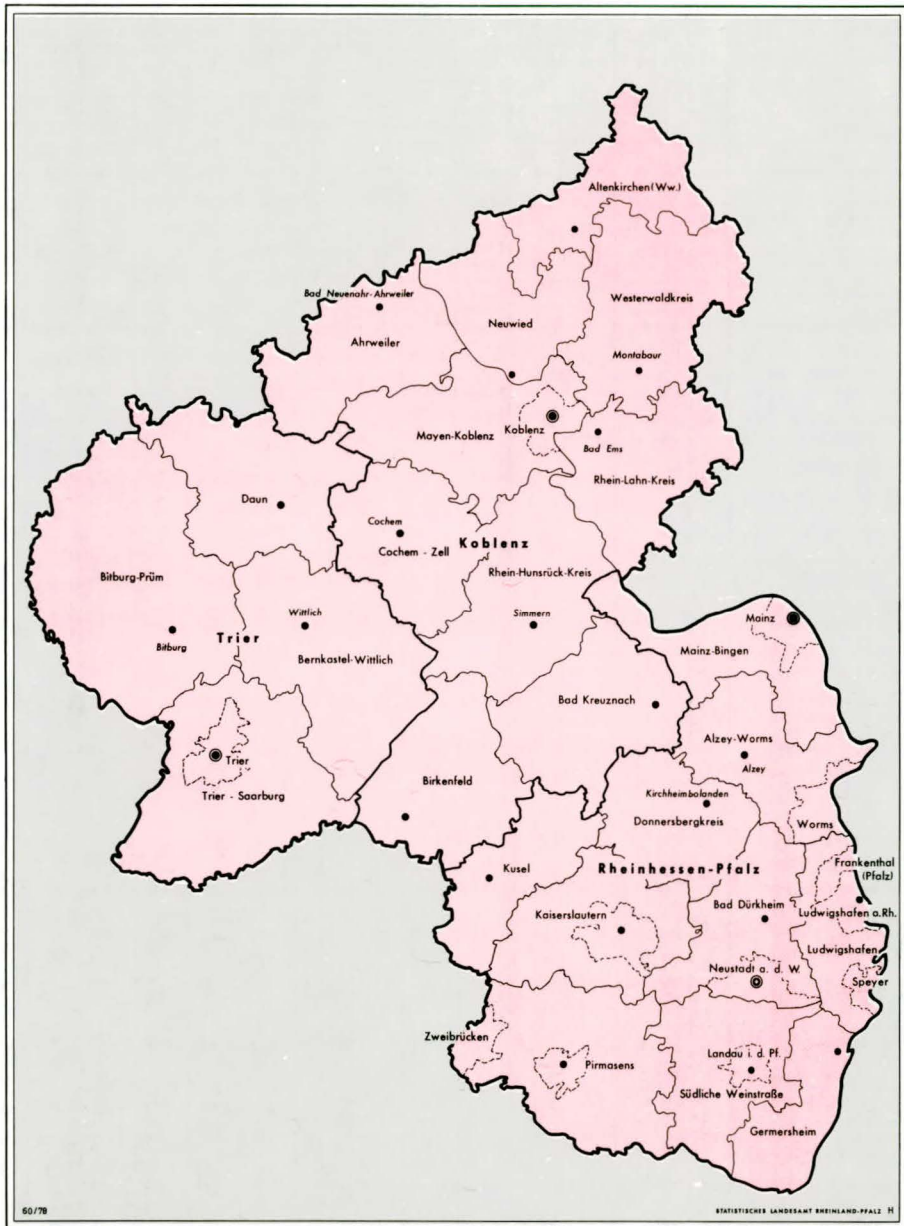 Altenkirchen (Ww.)
Bad Neuenahr-Ahrweiler
Westerwaldkreis
Neuwied
Ahrweiler
Montabaur
Koblenz
Mayen-Koblenz
Bad Ems
Rhein-Lahn-Kreis
Daun
Cochem
Koblenz
Cochem - Zell
Rhein-Hunsrück-Kreis
Bitburg-Prüm
Wittlich
Simmern
Mainz
Trier
Bitburg
Mainz-Bingen
Bernkastel-Wittlich
Bad Kreuznach
Alzey-Worms
Trier
Alzey
Birkenfeld
Trier - Saarburg
Kirchheimbolanden
Donnersbergkreis
Worms
Frankenthal
(Pfalz)
Kusel
Rheinhessen-Pfalz
Bad Dürkheim
Kaiserslautern
Ludwigshafen a.Rh.
Ludwigshafen
Neustadt a. d. W.
Speyer
Zweibrücken
Landau i. d. Pf.
Pirmasens
Südliche Weinstraße
Germersheim
60/78
STATISTISCHES LANDESAMT RHEINLAND-PFALZ H